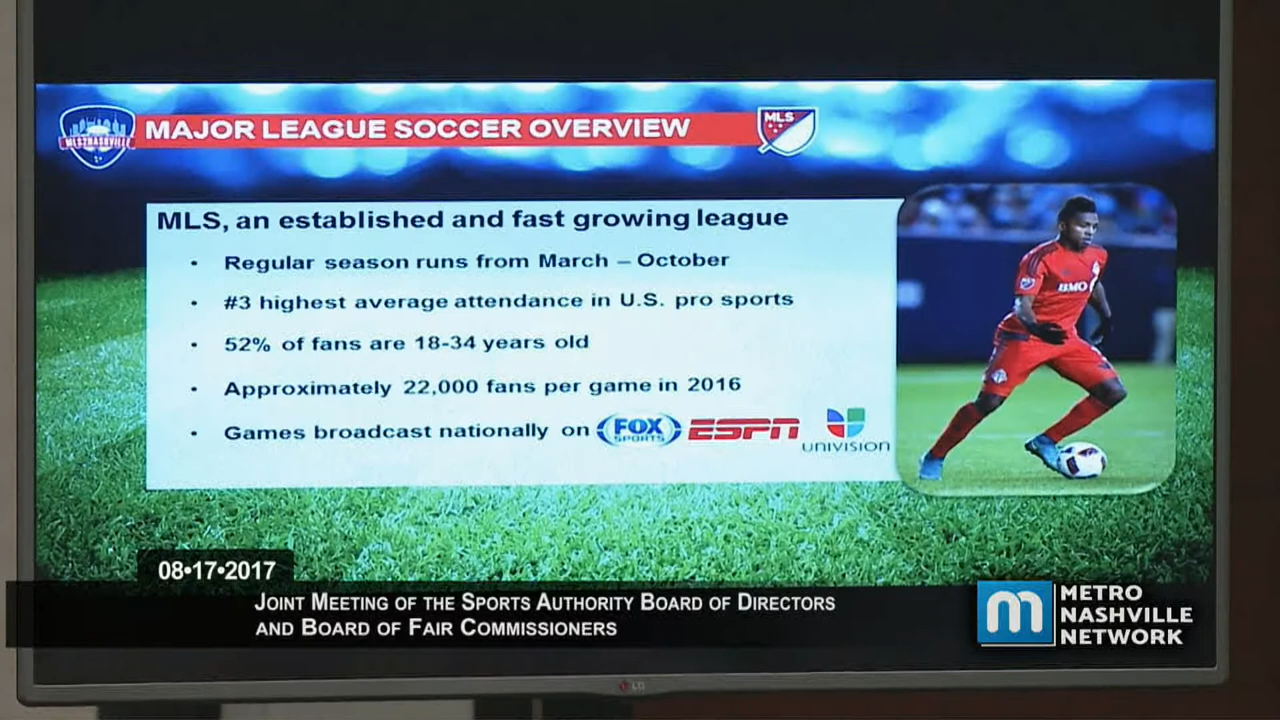 MLS2NASHVILLE
MAJOR LEAGUE SOCCER OVERVIEW
MLS
MLS, an established and fast growing league
• Regular season runs from March – October
• #3 highest average attendance in U.S. pro sports
• 52% of fans are 18-34 years old
• Approximately 22,000 fans per game in 2016
• Games broadcast nationally on FOX SPORTS ESPN UNIVISION
BMO
08•17•2017
JOINT MEETING OF THE SPORTS AUTHORITY BOARD OF DIRECTORS
AND BOARD OF FAIR COMMISSIONERS
m METRO
NASHVILLE
NETWORK
LG